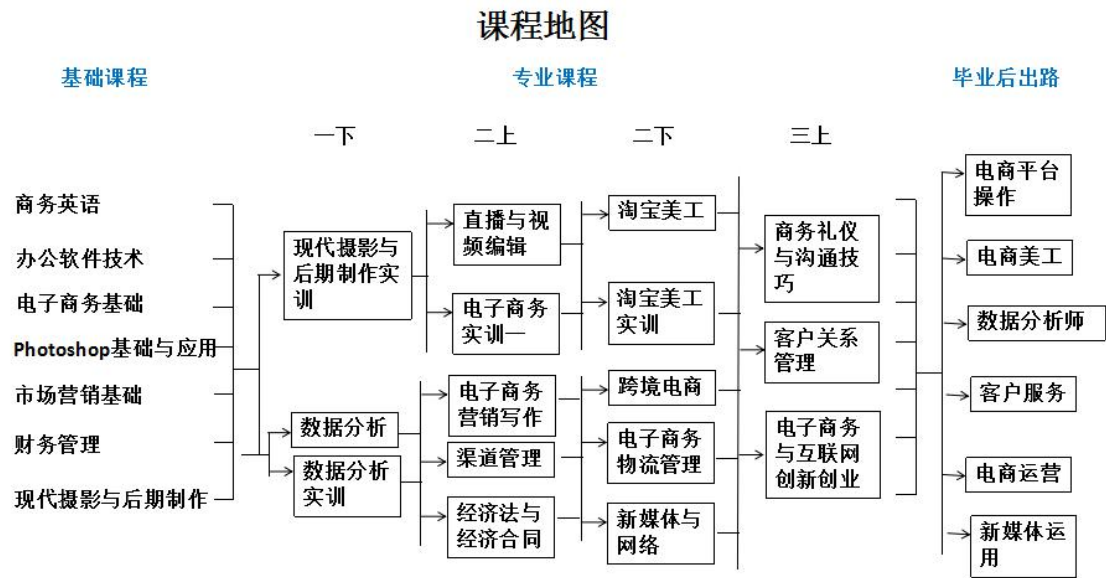 课程地图
基础课程
专业课程
毕业后出路
一下
二上
二下
三上
商务英语
办公软件技术
电子商务基础
Photoshop基础与应用
市场营销基础
财务管理
现代摄影与后期制作
现代摄影与
后期制作实
训
数据分析
数据分析
实训
直播与视
频编辑
电子商务
实训一
电子商务
营销写作
渠道管理
经济法与
经济合同
淘宝美工
淘宝美工
实训
跨境电商
电子商务
物流管理
新媒体与
网络
商务礼仪
与沟通技
巧
客户关系
管理
电子商务
与互联网
创新创业
电商平台
操作
电商美工
数据分析师
客户服务
电商运营
新媒体运
用